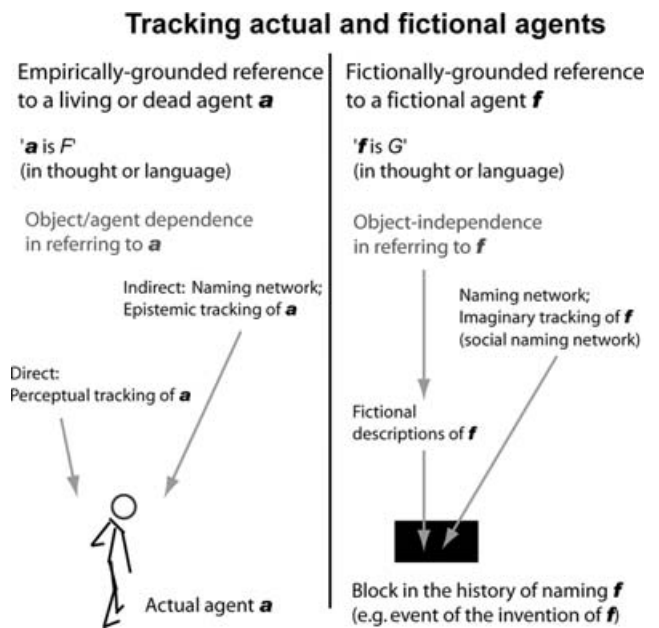 Tracking actual and fictional agents
Empirically-grounded reference
to a living or dead agent a
'a is F'
(in thought or language)
Object/agent dependence
in referring to a
Indirect: Naming network;
Epistemic tracking of a
Direct:
Perceptual tracking of a
Actual agent a
Fictionally-grounded reference
to a fictional agent f
'f is G'
(in thought or language)
Object-independence
in referring to f
Naming network;
Imaginary tracking of f
(social naming network)
Fictional
descriptions of f
Block in the history of naming f
(e.g. event of the invention of f)